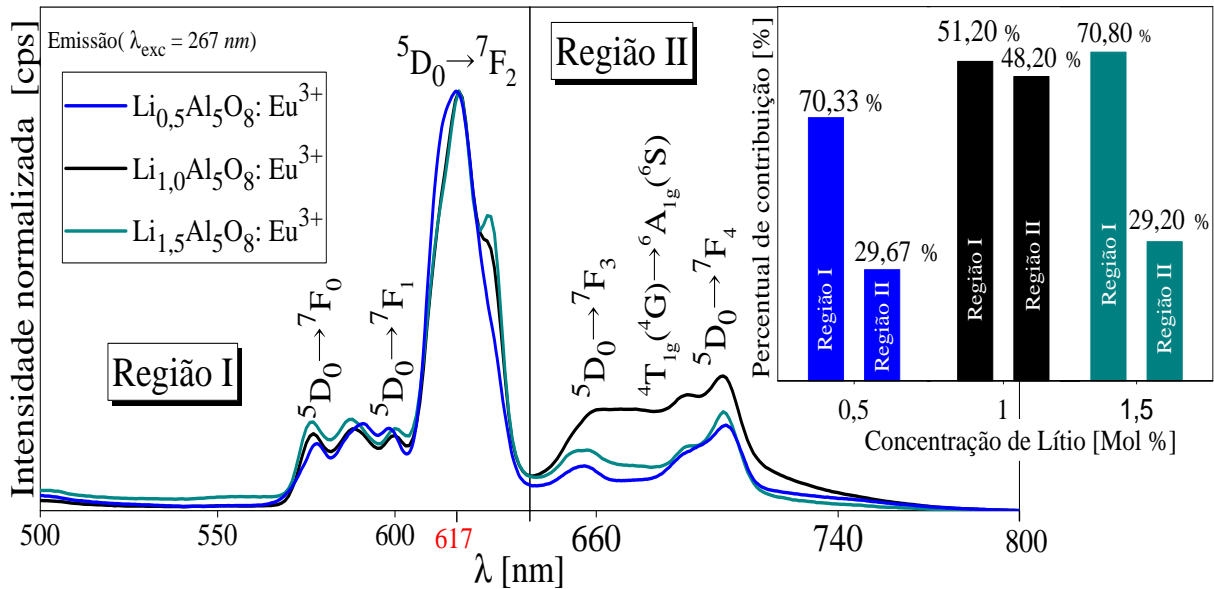 Intensidade normalizada [cps]
Emissão( λexc = 267 nm)
Li0,5Al5O8: Eu3+
Li1,0Al5O8: Eu3+
Li1,5Al5O8: Eu3+
Região I
5D0→7F0
5D0→7F1
5D0→7F2
Região II
5D0→7F3
4T1g(4G)→6A1g(6S)
5D0→7F4
500
550
600
617
660
740
800
λ [nm]
Percentual de contribuição [%]
70,33 %
29,67 %
51,20 %
48,20 %
70,80 %
29,20 %
Região I
Região II
Região I
Região II
Região I
Região II
0,5
1
1,5
Concentração de Lítio [Mol %]